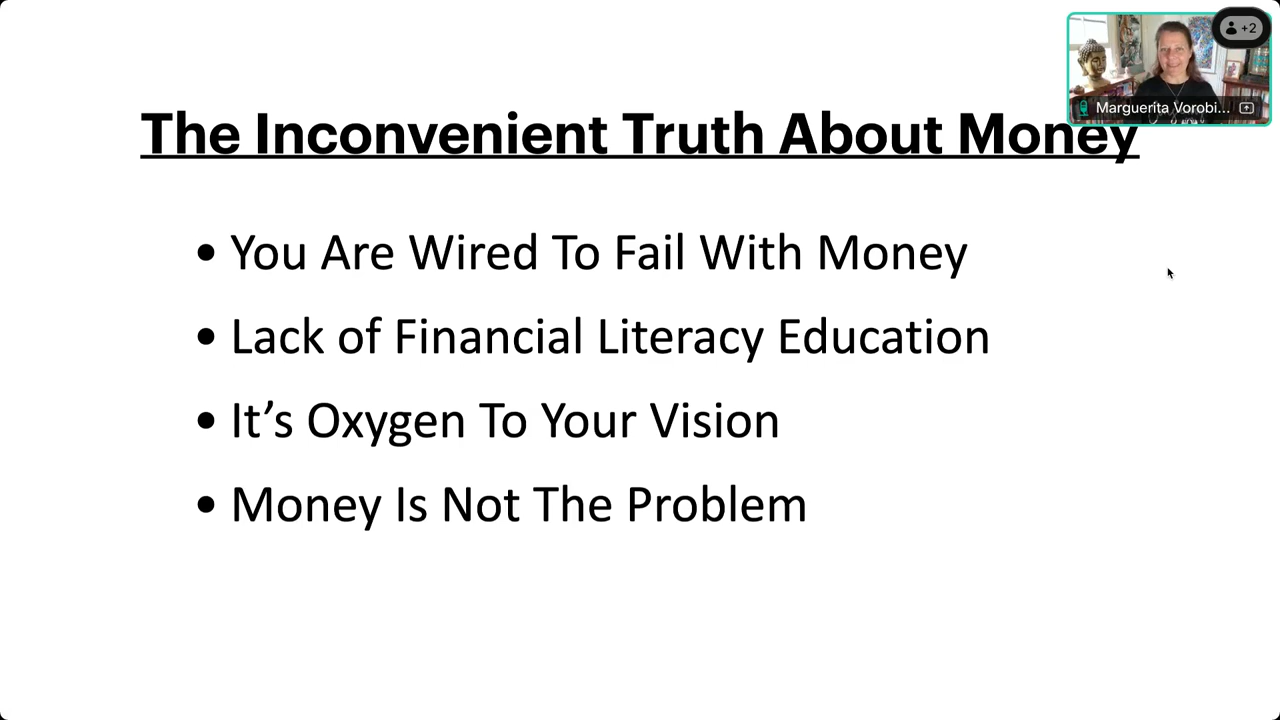 +2
Marguerita Vorobi...
The Inconvenient Truth About Money
• You Are Wired To Fail With Money
• Lack of Financial Literacy Education
• It’s Oxygen To Your Vision
• Money Is Not The Problem